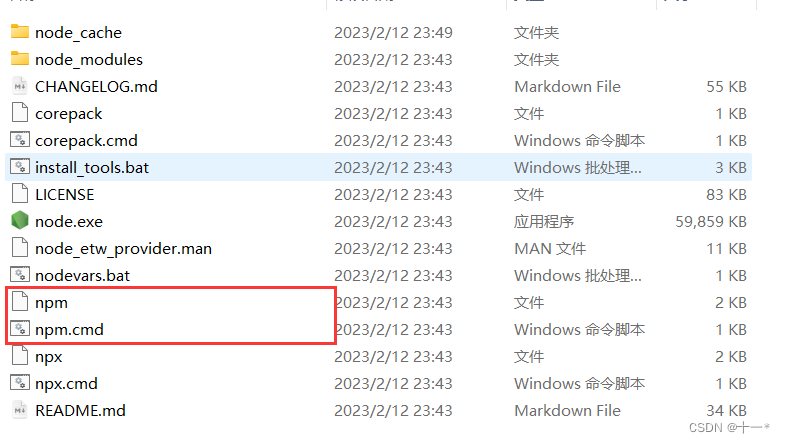 node_cache 2023/2/12 23:49 文件夹
node_modules 2023/2/12 23:43 文件夹
CHANGELOG.md 2023/2/12 23:43 Markdown File 55 KB
corepack 2023/2/12 23:43 文件 1 KB
corepack.cmd 2023/2/12 23:43 Windows 命令脚本 1 KB
install_tools.bat 2023/2/12 23:43 Windows 批处理... 3 KB
LICENSE 2023/2/12 23:43 文件 83 KB
node.exe 2023/2/12 23:43 应用程序 59,859 KB
node_etw_provider.man 2023/2/12 23:43 MAN 文件 11 KB
nodevars.bat 2023/2/12 23:43 Windows 批处理... 1 KB
npm 2023/2/12 23:43 文件 2 KB
npm.cmd 2023/2/12 23:43 Windows 命令脚本 1 KB
npx 2023/2/12 23:43 文件 2 KB
npx.cmd 2023/2/12 23:43 Windows 命令脚本 1 KB
README.md 2023/2/12 23:43 Markdown File 34 KB
CSDN @十一*